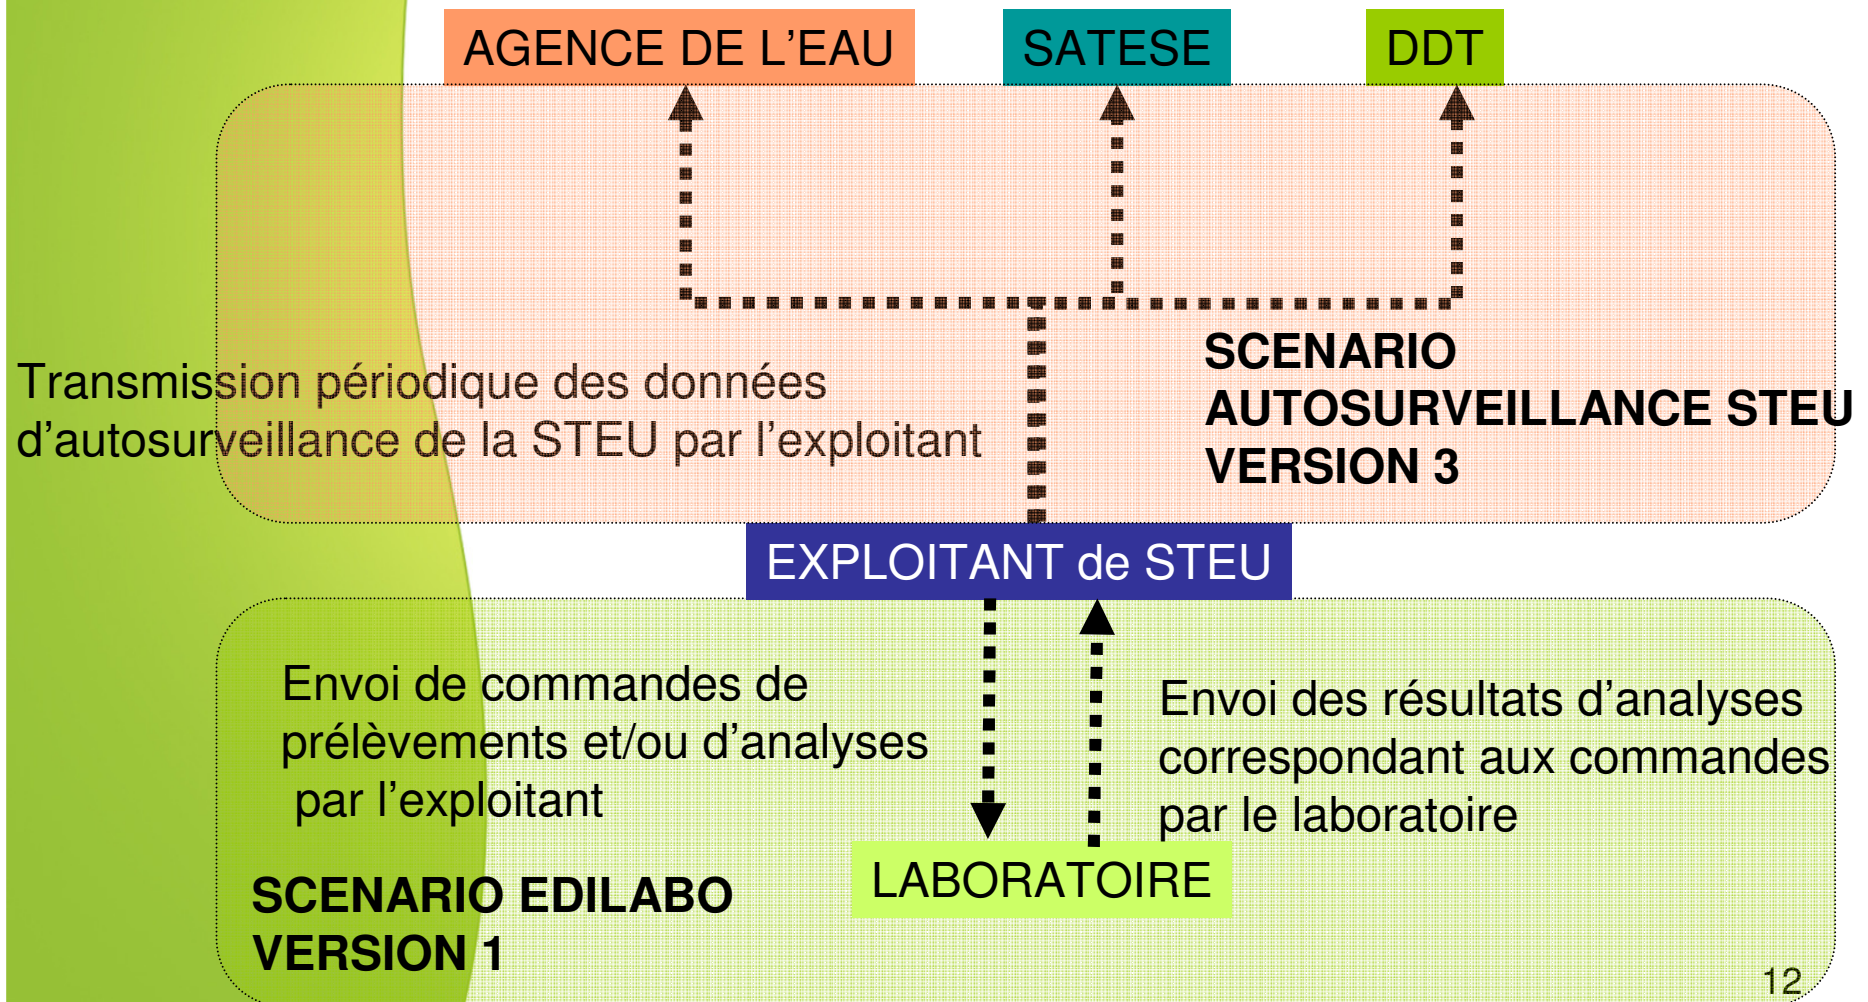 AGENCE DE L'EAU
SATESE
DDT
Transmission périodique des données
d'autosurveillance de la STEU par l'exploitant
SCENARIO
AUTOSURVEILLANCE STEU
VERSION 3
EXPLOITANT de STEU
Envoi de commandes de
prélèvements et/ou d'analyses
par l'exploitant
Envoi des résultats d'analyses
correspondant aux commandes
par le laboratoire
LABORATOIRE
SCENARIO EDILABO
VERSION 1
12